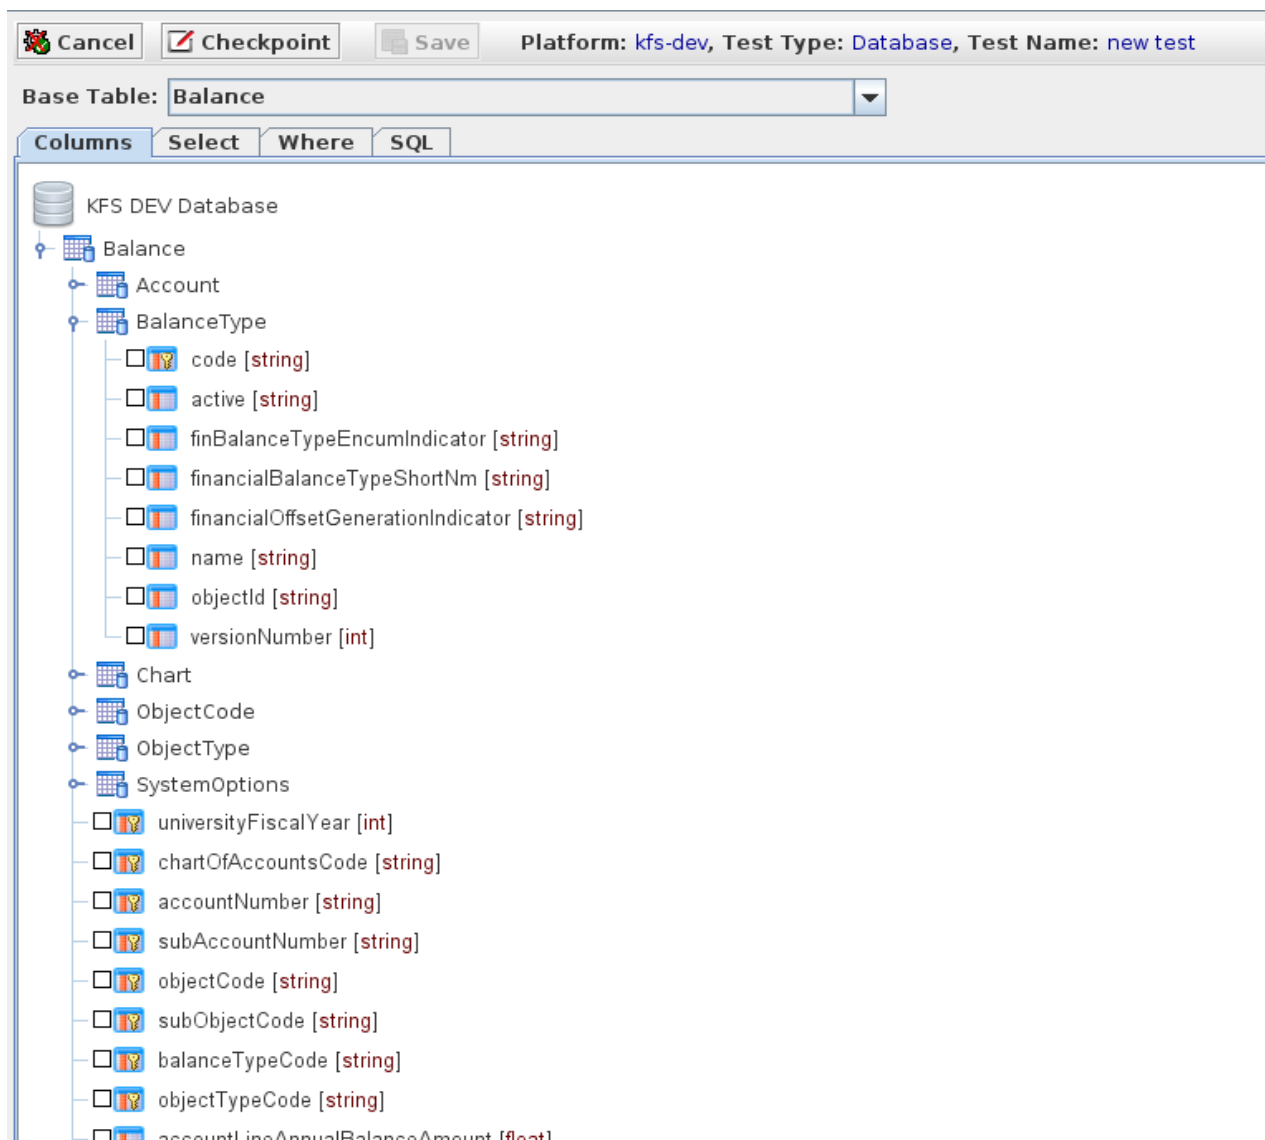 Cancel Checkpoint Save Platform: kfs-dev, Test Type: Database, Test Name: new test
Base Table: Balance
Columns Select Where SQL
KFS DEV Database
Balance
Account
BalanceType
code [string]
active [string]
finBalanceTypeEncumIndicator [string]
financialBalanceTypeShortNm [string]
financialOffsetGenerationIndicator [string]
name [string]
objectId [string]
versionNumber [int]
Chart
ObjectCode
ObjectType
SystemOptions
universityFiscalYear [int]
chartOfAccountsCode [string]
accountNumber [string]
subAccountNumber [string]
objectCode [string]
subObjectCode [string]
balanceTypeCode [string]
objectTypeCode [string]
accountLineAnnualBalanceAmount [float]